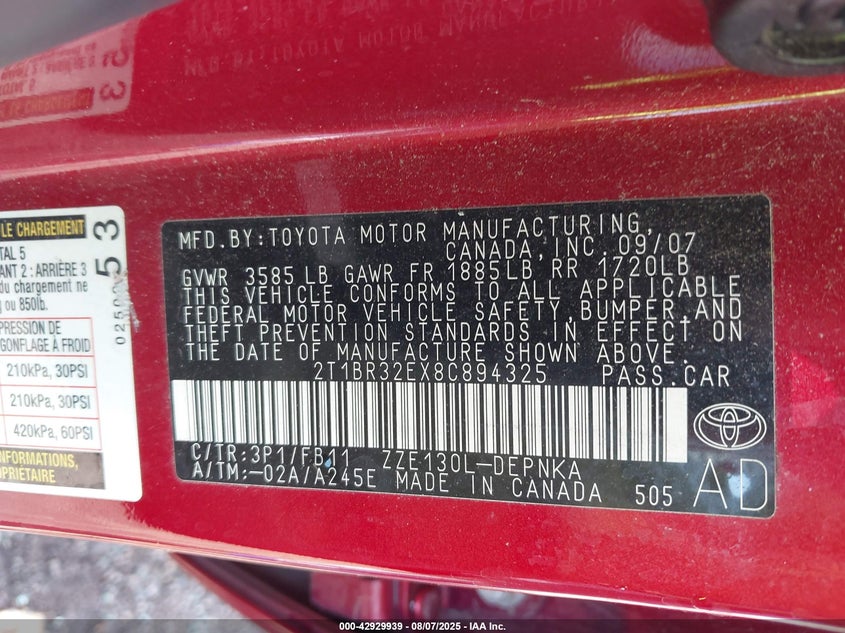 LE CHARGEMENT
TAL 5
ANT 2 : ARRIÈRE 3
du chargement ne
ou 850lb.
PRESSION DE
GONFLAGE À FROID
210kPa, 30PSI
210kPa, 30PSI
420kPa, 60PSI
INFORMATIONS,
53
MFD.BY:TOYOTA MOTOR MANUFACTURING,
CANADA,INC. 09/07
GVWR 3585 LB GAWR FR 1885LB, RR 1720LB
THIS VEHICLE CONFORMS TO ALL APPLICABLE
FEDERAL MOTOR VEHICLE SAFETY,BUMPER,AND
THEFT PREVENTION STANDARDS IN EFFECT ON
THE DATE OF MANUFACTURE SHOWN ABOVE.
2T1BR32EX8C894325 PASS.CAR
C/TR:3P1/FB11 ZZE130L-DEPNKA
A/TM:-02A/A245E MADE IN CANADA 505
AD
000-42929939 - 08/07/2025 - IAA Inc.